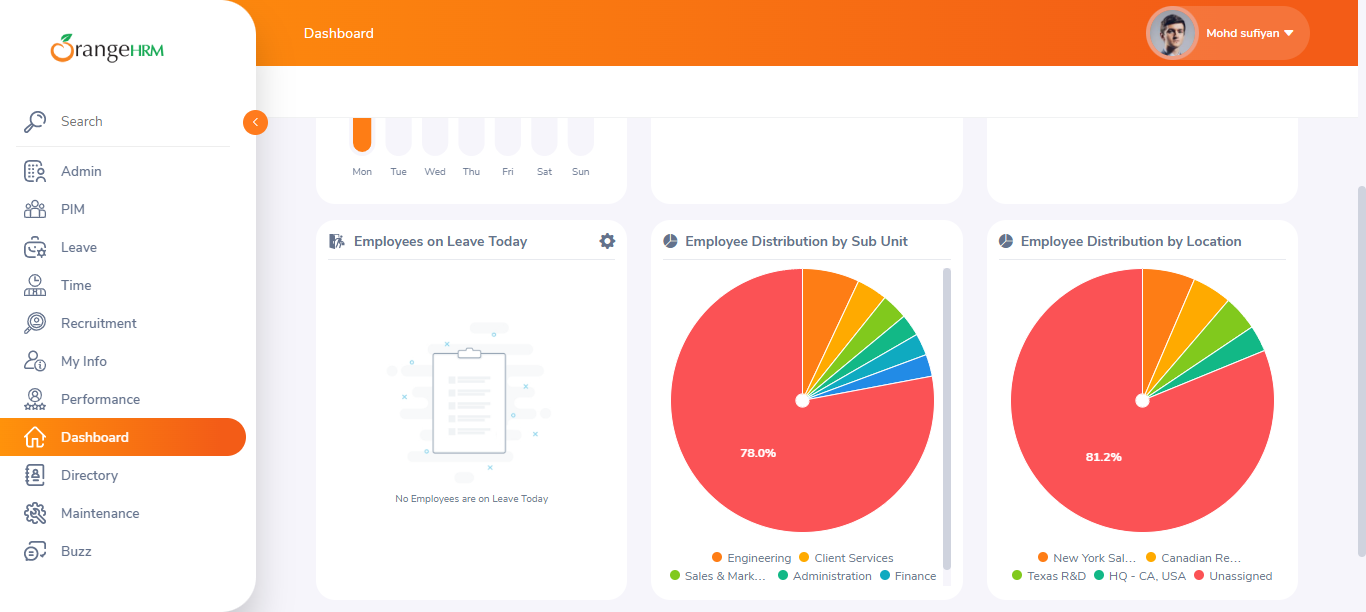 OrangeHRM
Dashboard
Mohd sufiyan
Search
Admin
PIM
Leave
Time
Recruitment
My Info
Performance
Dashboard
Directory
Maintenance
Buzz
Mon Tue Wed Thu Fri Sat Sun
Employees on Leave Today
No Employees are on Leave Today
Employee Distribution by Sub Unit
78.0%
Engineering Client Services
Sales & Mark... Administration Finance
Employee Distribution by Location
81.2%
New York Sal... Canadian Re...
Texas R&D HQ - CA, USA Unassigned